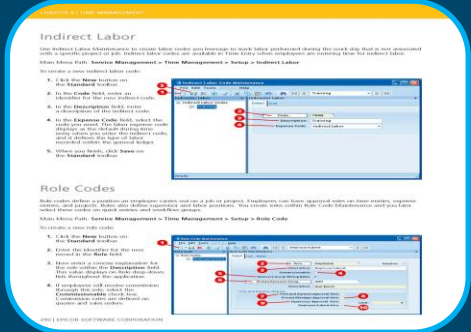 CHAPTER 8 | TIME MANAGEMENT
Indirect Labor
Use Indirect Labor Maintenance to create labor codes you leverage to track labor performed during the work day that is not associated
with a specific project or job. Indirect labor codes are available in Time Entry when employees are running time for indirect labor.
Main Menu Path: Service Management > Time Management > Setup > Indirect Labor
To create a new indirect labor code:
1. Click the New button on
the Standard toolbar.
2. In the Code field, enter an
identifier for the new indirect code.
3. In the Description field, enter
a description of the indirect code.
4. In the Expense Code field, select the
code you need. The labor expense code
displays as the default during time
entry when you enter the indirect code,
and it defines the type of labor
recorded within the general ledger.
5. When you finish, click Save on
the Standard toolbar.
Indirect Labor Code Maintenance
File Edit Tools Help
Training
Indirect Labor Codes
Detail
Code
Description Training
Expense Code Indirect Labor
Ready
Role Codes
Role codes define a position an employee carries out on a job or project. Employees can have approval roles on time entries, expense
entries, and projects. Roles also define supervisor and labor positions. You create roles within Role Code Maintenance and you later
select these codes on quick entries and workflow groups.
Main Menu Path: Service Management > Time Management > Setup > Role Code
To create a new role code:
1. Click the New button on
the Standard toolbar.
2. Enter the identifier for the new
record in the Role field.
3. Now enter a concise explanation for
the role within the Description field.
This value displays on drop-down
lists throughout the application.
4. If employees will receive commission
through this role, select the
Commissionable check box.
Commission rates are defined on
quotes and sales orders.
Role Code Maintenance
EPICOR SOFTWARE CORPORATION